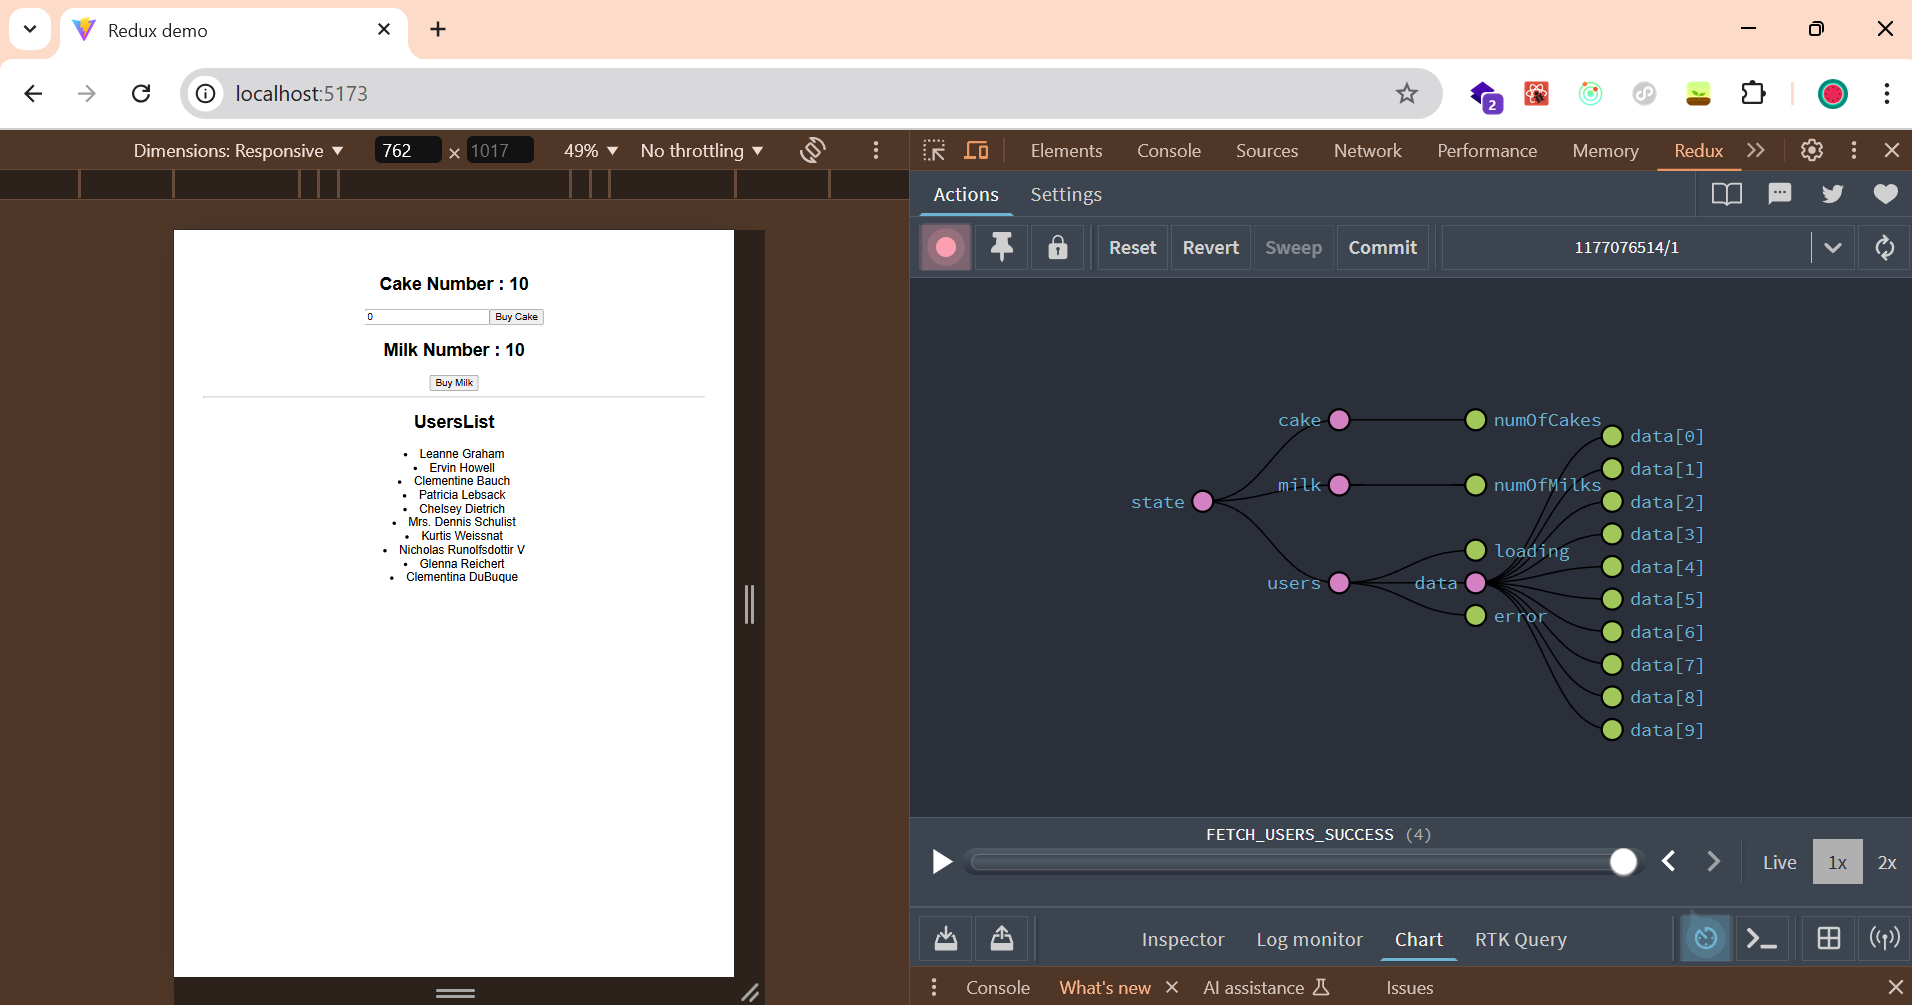 Redux demo
localhost:5173
2
Dimensions: Responsive 762 × 1017 49% No throttling
Cake Number : 10
0 Buy Cake
Milk Number : 10
Buy Milk
UsersList
Leanne Graham
Ervin Howell
Clementine Bauch
Patricia Lebsack
Chelsey Dietrich
Mrs. Dennis Schulist
Kurtis Weissnat
Nicholas Runolfsdottir V
Glenna Reichert
Clementina DuBuque
Elements Console Sources Network Performance Memory Redux
Actions Settings
Reset Revert Sweep Commit 1177076514/1
cake numOfCakes
data[0]
data[1]
milk numOfMilks
state
data[2]
data[3]
loading
data[4]
users data
data[5]
error
data[6]
data[7]
data[8]
data[9]
FETCH_USERS_SUCCESS (4)
Live 1x 2x
Inspector Log monitor Chart RTK Query
Console What's new AI assistance Issues